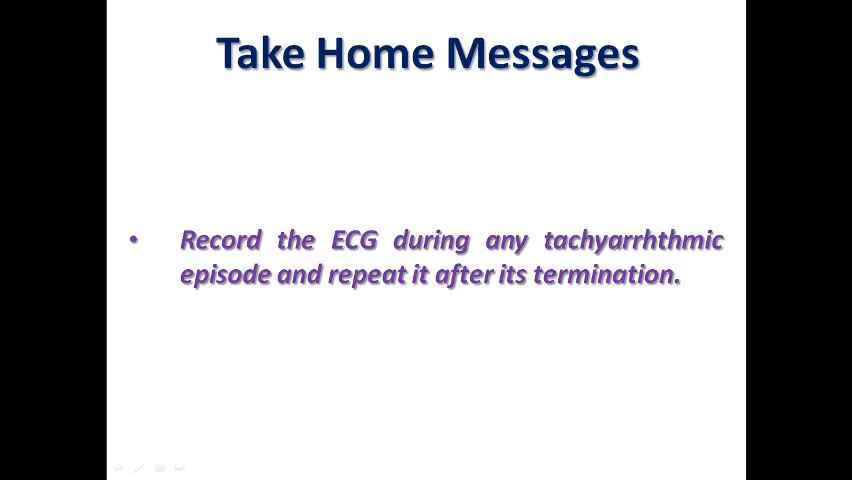 Take Home Messages
• Record the ECG during any tachyarrhthmic
episode and repeat it after its termination.